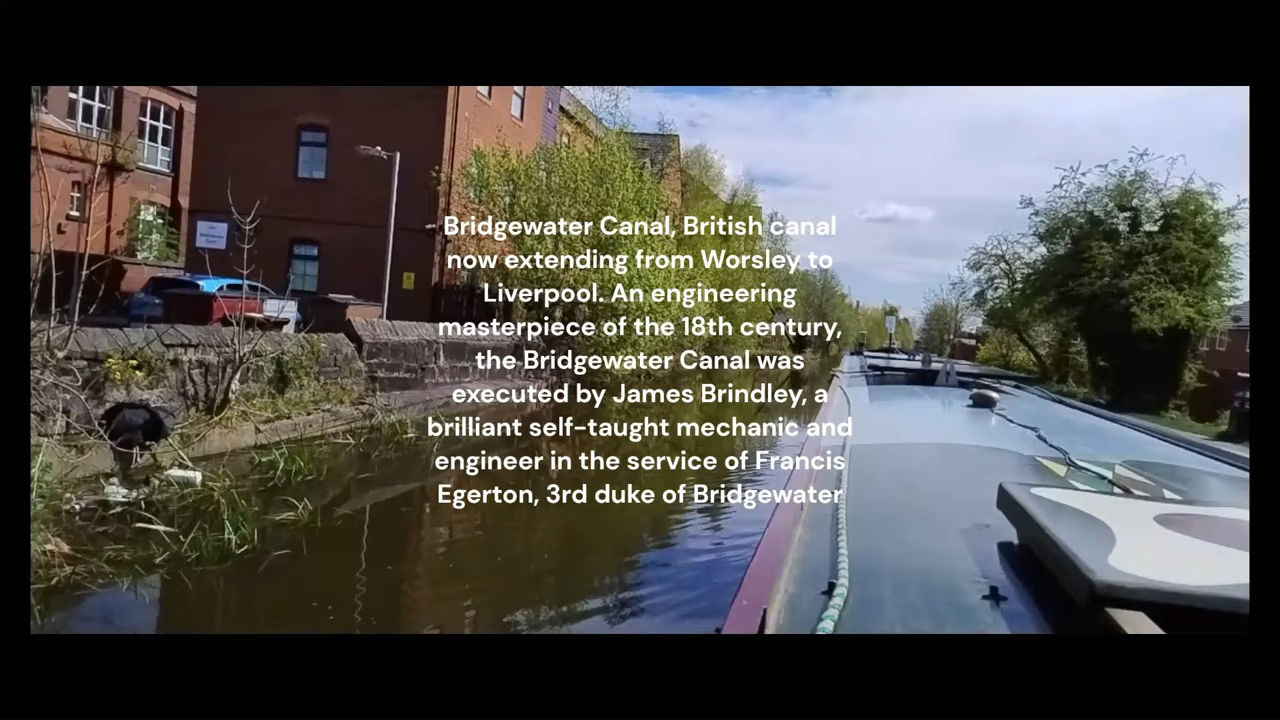 Bridgewater Canal, British canal
now extending from Worsley to
Liverpool. An engineering
masterpiece of the 18th century,
the Bridgewater Canal was
executed by James Brindley, a
brilliant self-taught mechanic and
engineer in the service of Francis
Egerton, 3rd duke of Bridgewater